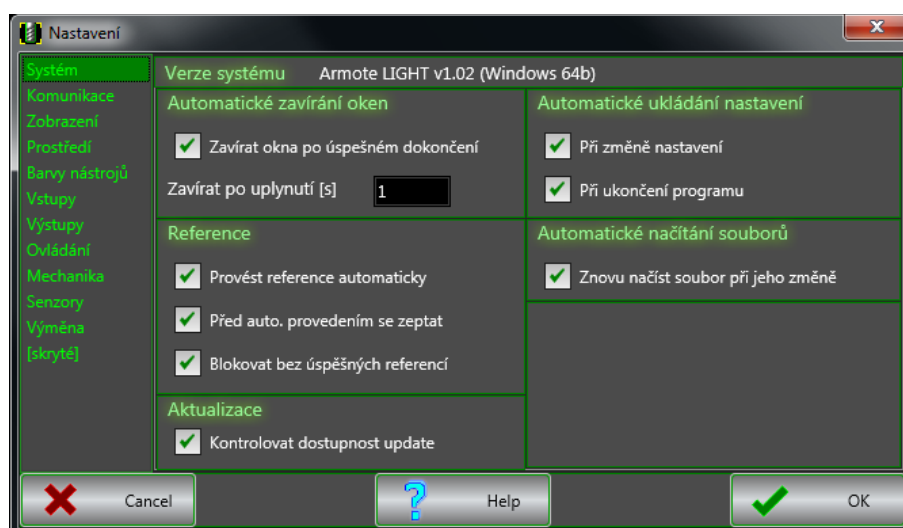 Nastavení
Systém
Komunikace
Zobrazení
Prostředí
Barvy nástrojů
Vstupy
Výstupy
Ovládání
Mechanika
Senzory
Výměna
[skryté]
Verze systému Armote LIGHT v1.02 (Windows 64b)
Automatické zavírání oken
Zavírat okna po úspešném dokončení
Zavírat po uplynutí [s] 1
Reference
Provést reference automaticky
Před auto. provedením se zeptat
Blokovat bez úspěšných referencí
Aktualizace
Kontrolovat dostupnost update
Automatické ukládání nastavení
Při změně nastavení
Při ukončení programu
Automatické načítání souborů
Znovu načíst soubor při jeho změně
Cancel
Help
OK